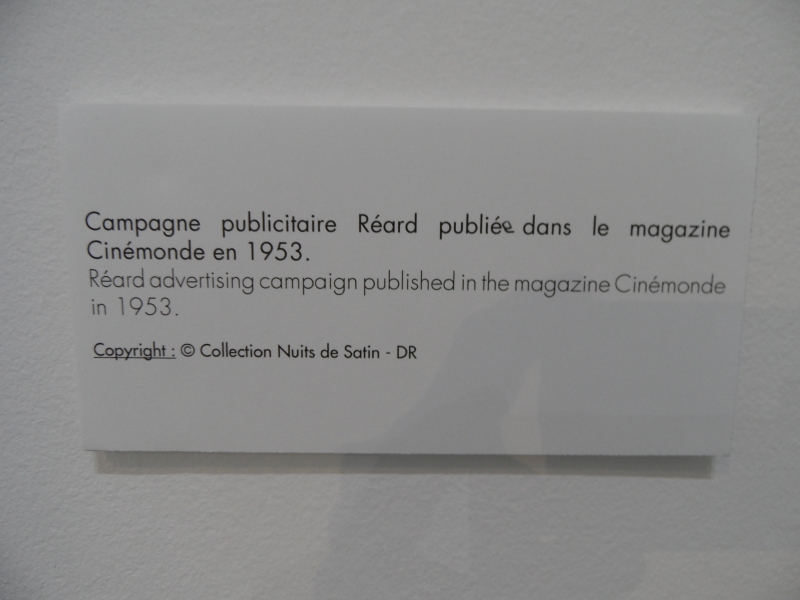 Campagne publicitaire Réard publiée dans le magazine
Cinémonde en 1953.
Réard advertising campaign published in the magazine Cinémonde
in 1953.
Copyright : © Collection Nuits de Satin - DR